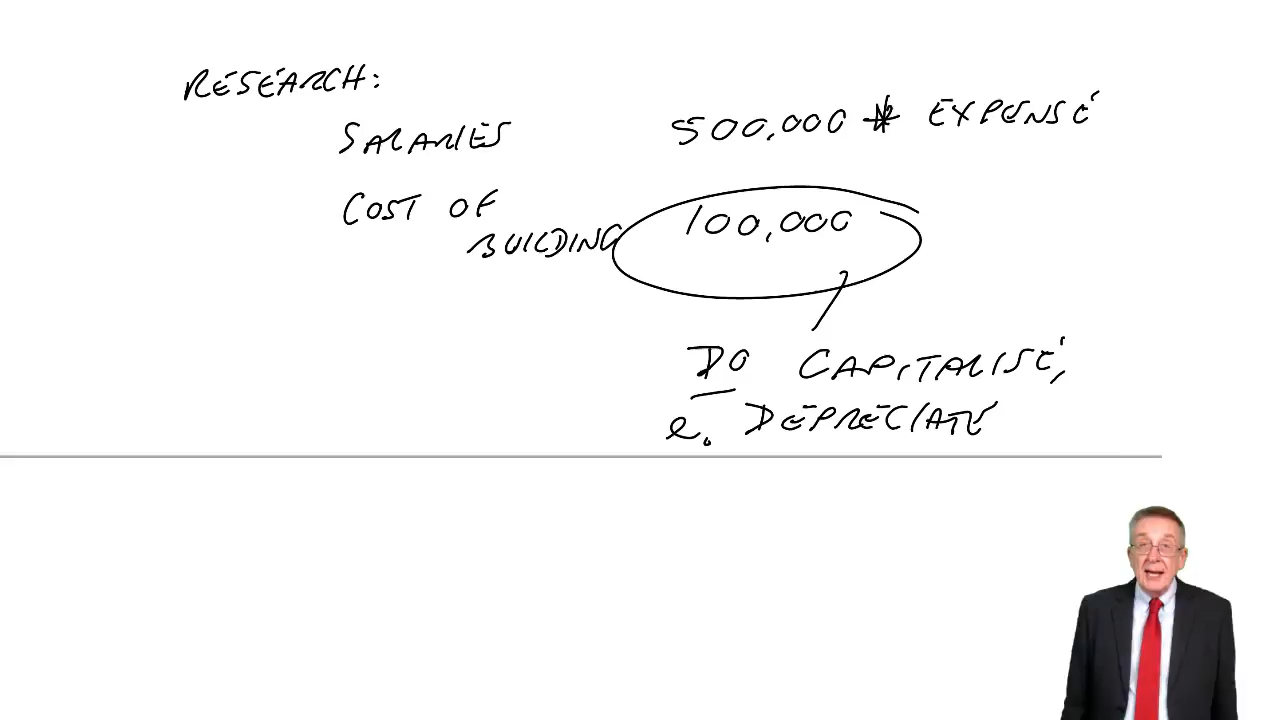 RESEARCH:
SALARIES 500,000 * EXPENSE
COST OF
BUILDING 100,000
DO CAPITALISE,
e. DEPRECIATE